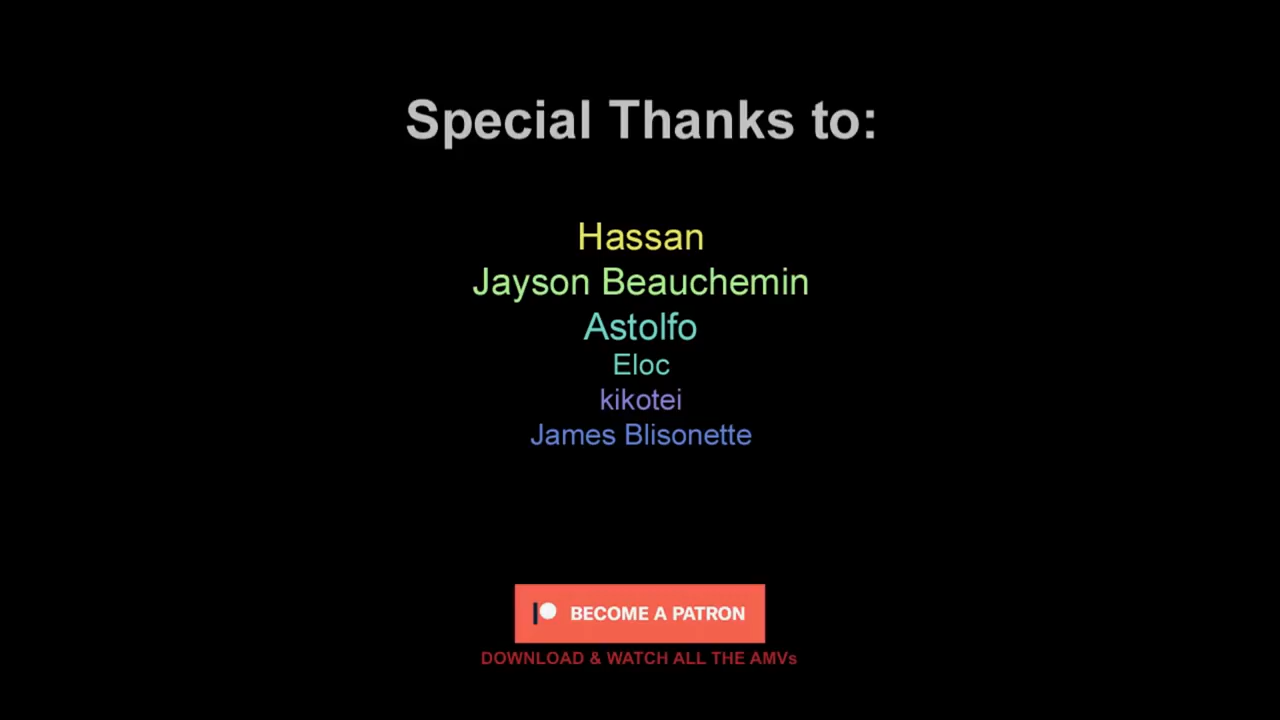 Special Thanks to:
Hassan
Jayson Beauchemin
Astolfo
Eloc
kikotei
James Blisonette
BECOME A PATRON
DOWNLOAD & WATCH ALL THE AMVs